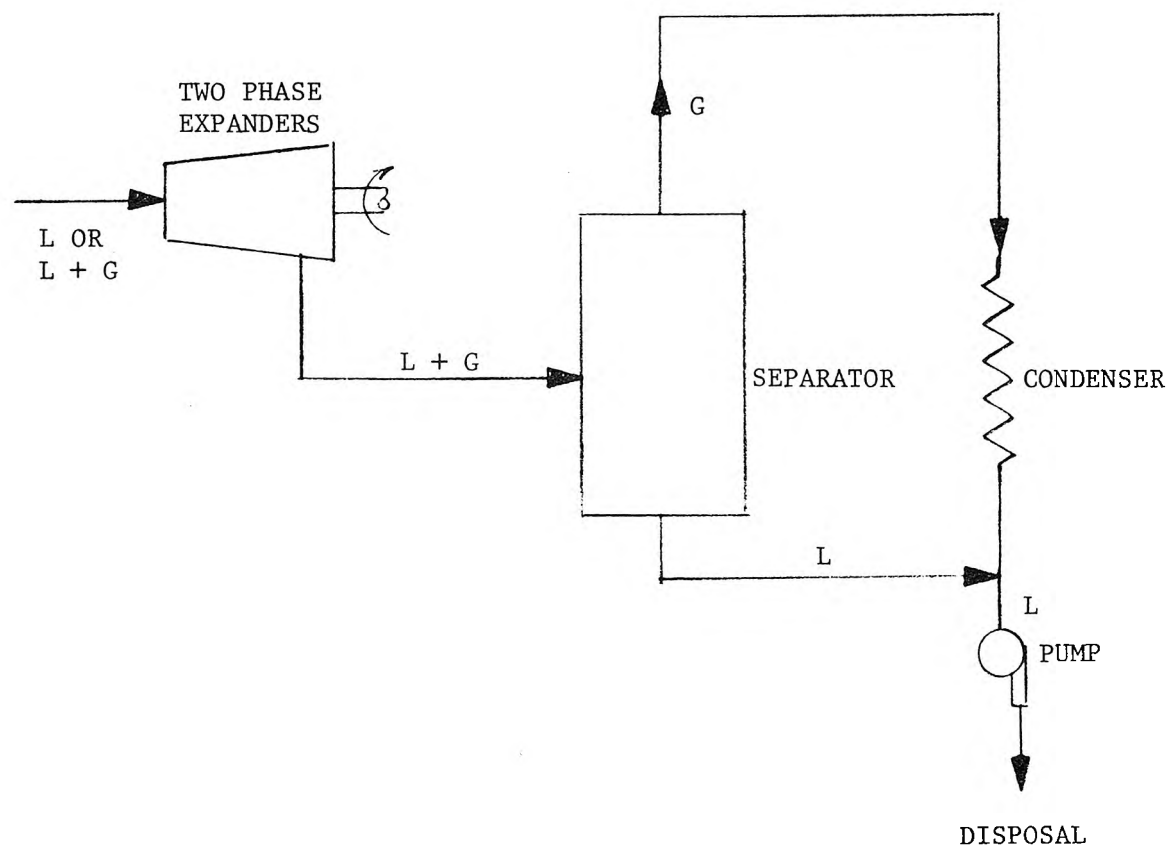 TWO PHASE
EXPANDERS
G
L OR
L + G
L + G
SEPARATOR
CONDENSER
L
L
PUMP
DISPOSAL